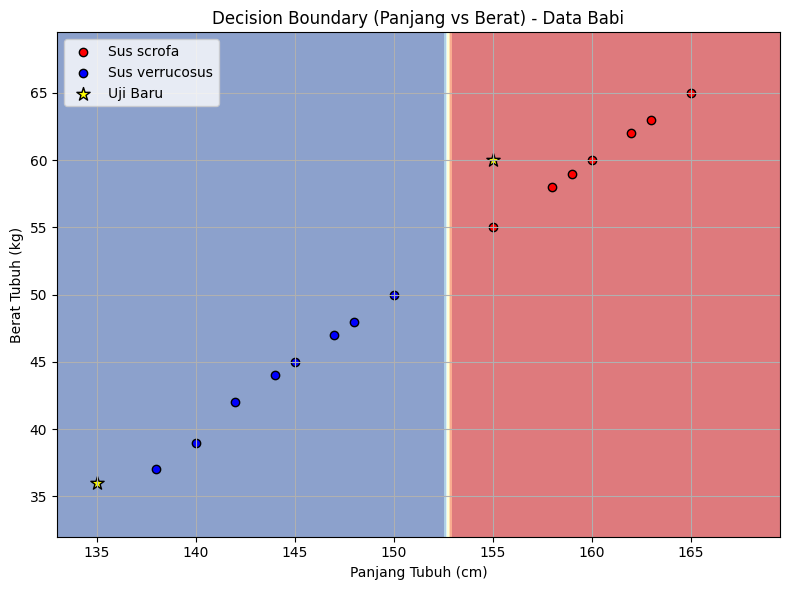 Decision Boundary (Panjang vs Berat) - Data Babi
Sus scrofa
Sus verrucosus
Uji Baru
Berat Tubuh (kg)
65
60
55
50
45
40
35
135 140 145 150 155 160 165
Panjang Tubuh (cm)